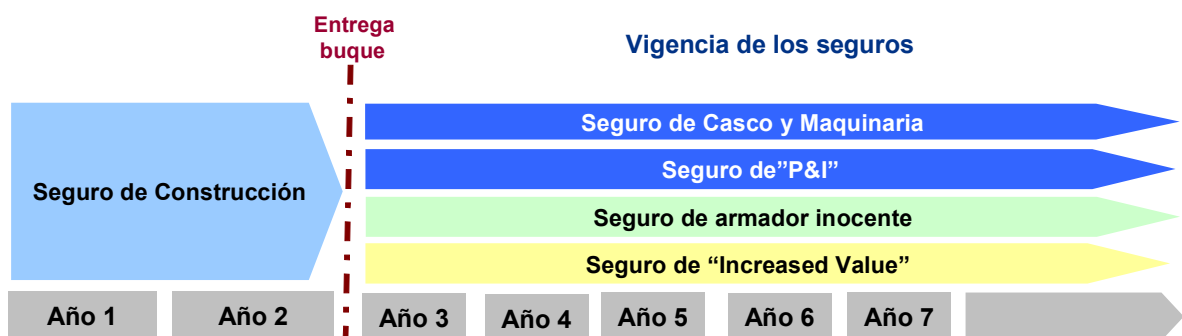 Entrega
buque
Vigencia de los seguros
Seguro de Construcción
Seguro de Casco y Maquinaria
Seguro de”P&I”
Seguro de armador inocente
Seguro de “Increased Value”
Año 1
Año 2
Año 3
Año 4
Año 5
Año 6
Año 7